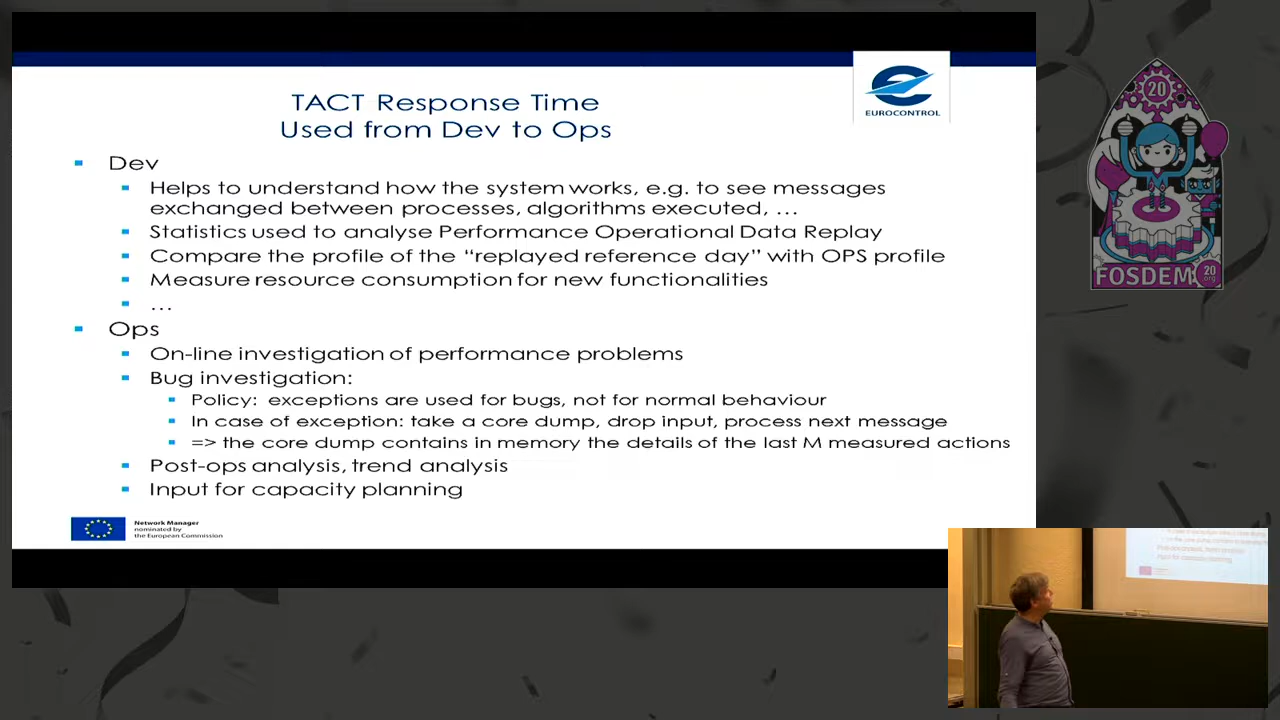 TACT Response Time
Used from Dev to Ops
EUROCONTROL
Dev
Helps to understand how the system works, e.g. to see messages
exchanged between processes, algorithms executed, …
Statistics used to analyse Performance Operational Data Replay
Compare the profile of the “replayed reference day” with OPS profile
Measure resource consumption for new functionalities
…
Ops
On-line investigation of performance problems
Bug investigation:
Policy: exceptions are used for bugs, not for normal behaviour
In case of exception: take a core dump, drop input, process next message
=> the core dump contains in memory the details of the last M measured actions
Post-ops analysis, trend analysis
Input for capacity planning
Network Manager
nominated by
the European Commission
20
FOSDEM
20
.org